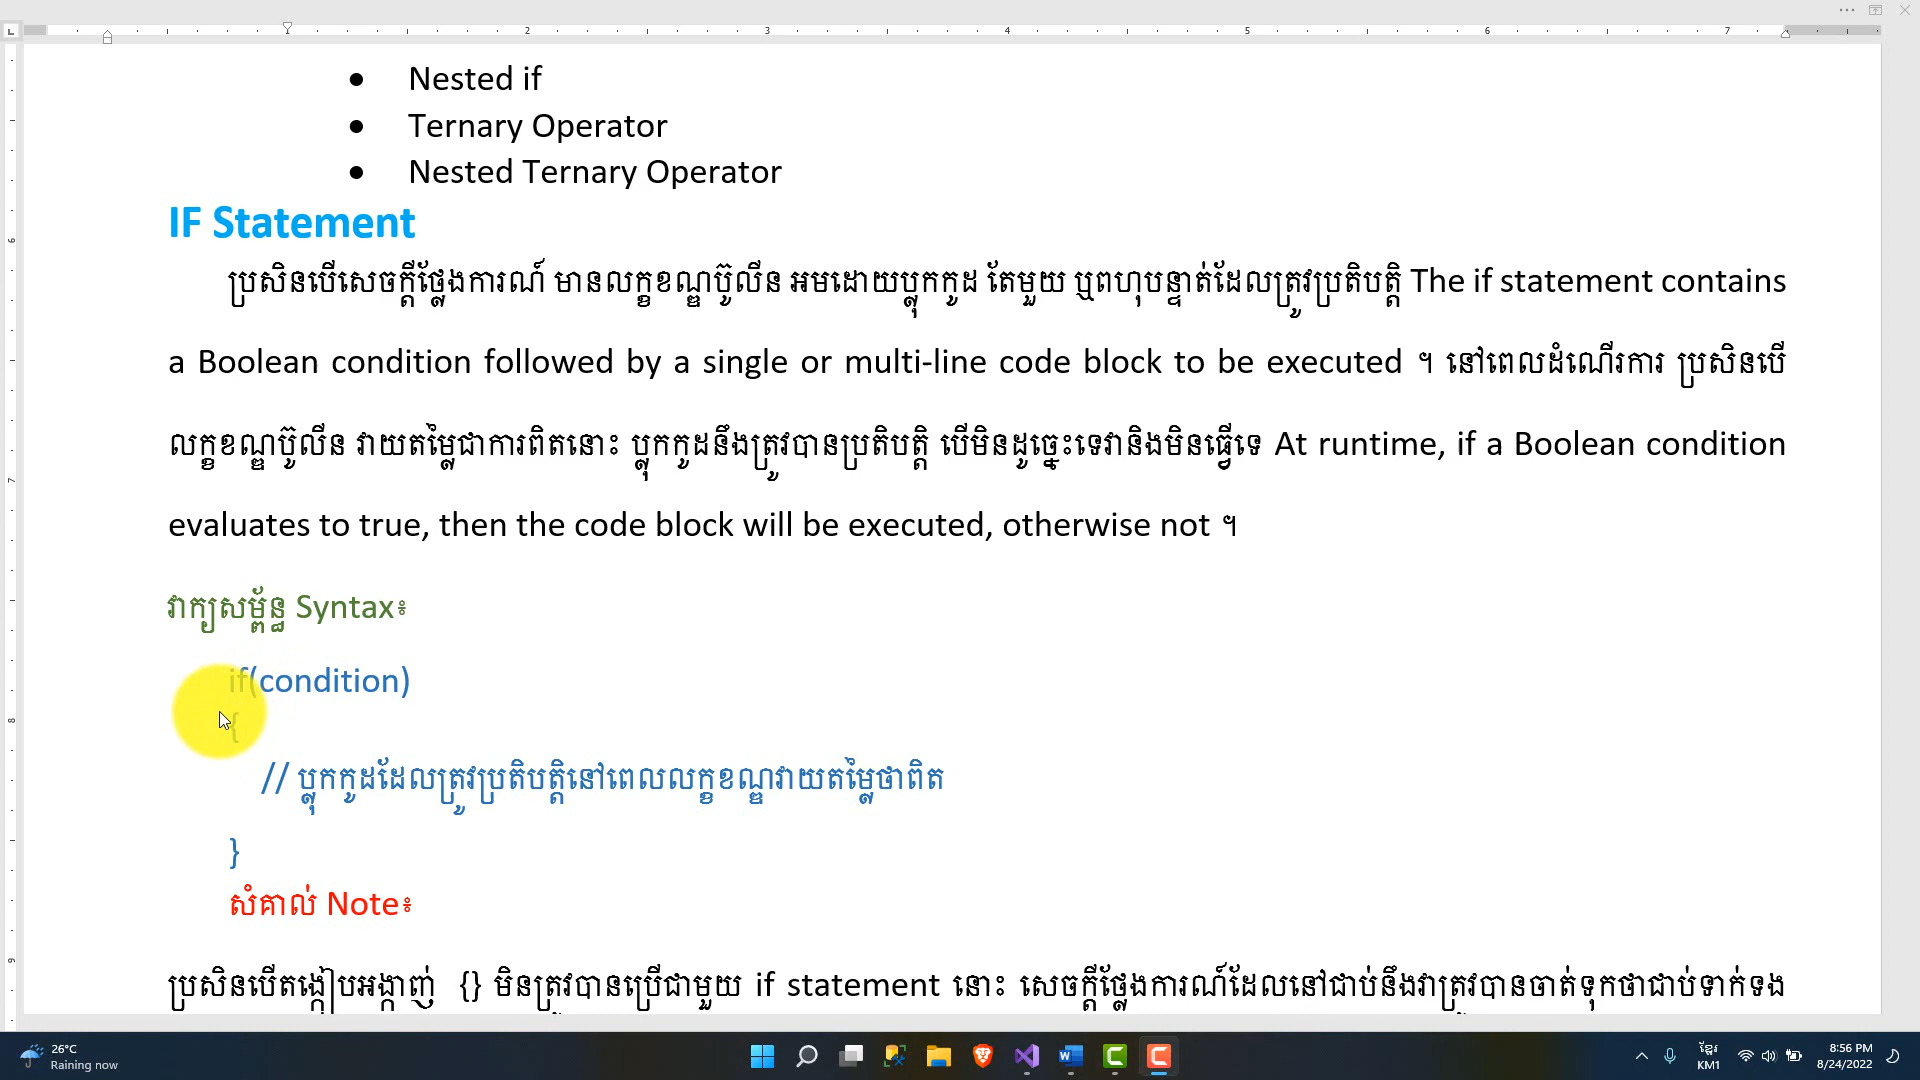 2
3
4
5
6
7
• Nested if
• Ternary Operator
• Nested Ternary Operator
IF Statement
ប្រសិនបើសេចក្តីថ្លែងការណ៍ មានលក្ខខណ្ឌប៊ូលីន អមដោយប្លុកកូដ តែមួយ ឬពហុបន្ទាត់ដែលត្រូវប្រតិបត្តិ The if statement contains
a Boolean condition followed by a single or multi-line code block to be executed ។ នៅពេលដំណើរការ ប្រសិនបើ
លក្ខខណ្ឌប៊ូលីន វាយតម្លៃជាការពិតនោះ ប្លុកកូដនឹងត្រូវបានប្រតិបត្តិ បើមិនដូច្នេះទេវានិងមិនធ្វើទេ At runtime, if a Boolean condition
evaluates to true, then the code block will be executed, otherwise not ។
វាក្យសម្ព័ន្ធ Syntax៖
if(condition)
{
// ប្លុកកូដដែលត្រូវប្រតិបត្តិនៅពេលលក្ខខណ្ឌវាយតម្លៃថាពិត
}
សំគាល់ Note៖
ប្រសិនបើតង្កៀបអង្កាញ់ {} មិនត្រូវបានប្រើជាមួយ if statement នោះ សេចក្តីថ្លែងការណ៍ដែលនៅជាប់នឹងវាត្រូវបានចាត់ទុកថាជាប់ទាក់ទង
26°C
Raining now
ខ្មែរ
KM1
8:56 PM
8/24/2022